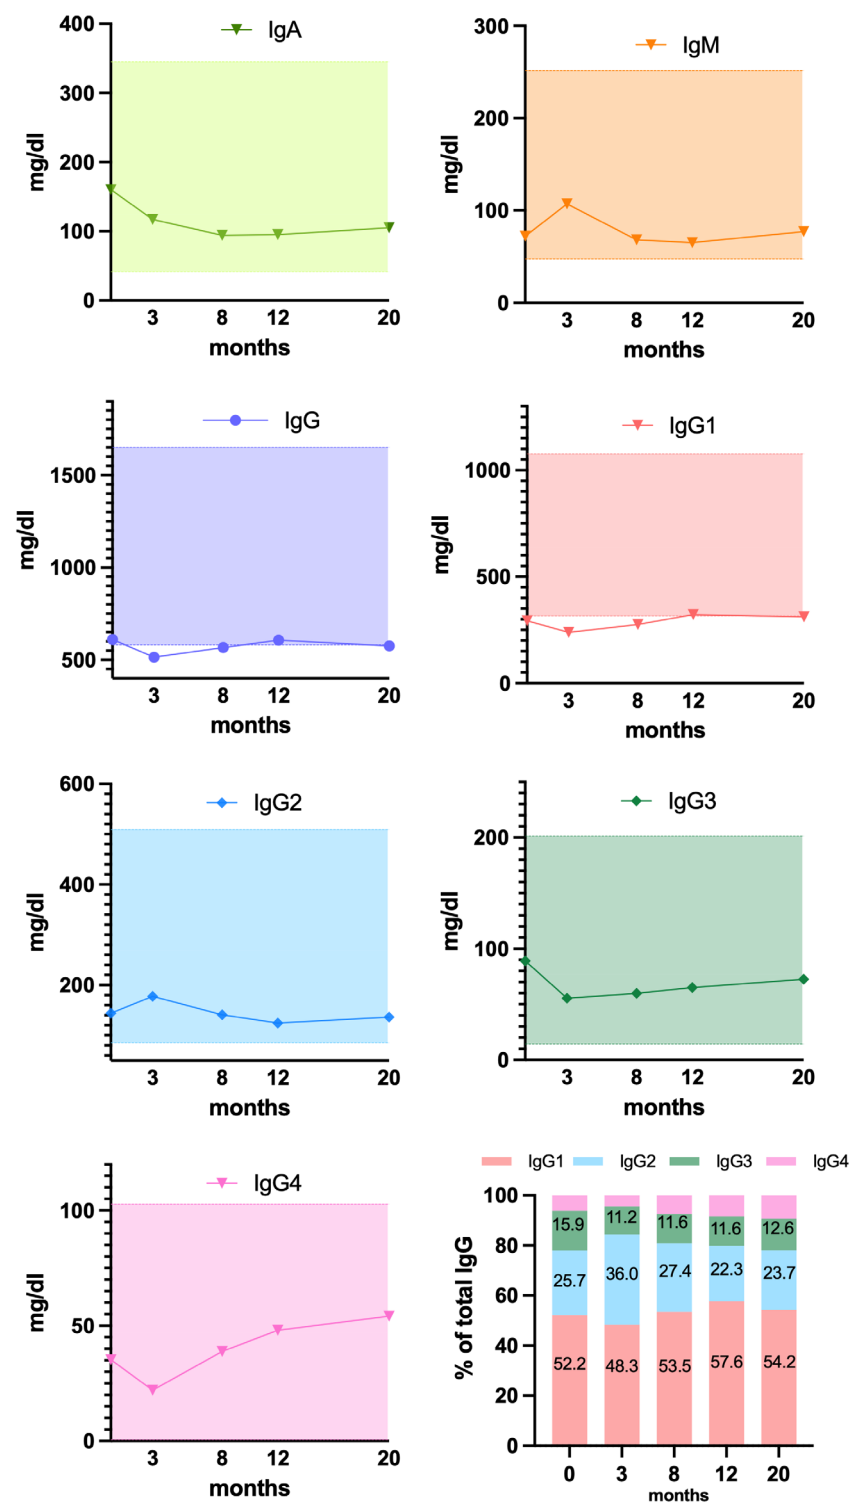 IgA
400
300
200
100
0
mg/dl
3 8 12 20
months
IgM
300
200
100
0
mg/dl
3 8 12 20
months
IgG
1500
1000
500
mg/dl
3 8 12 20
months
IgG1
1000
500
0
mg/dl
3 8 12 20
months
IgG2
600
400
200
mg/dl
3 8 12 20
months
IgG3
200
100
0
mg/dl
3 8 12 20
months
IgG4
100
50
0
mg/dl
3 8 12 20
months
IgG1 IgG2 IgG3 IgG4
100
80
60
40
20
0
% of total IgG
15.9 11.2 11.6 11.6 12.6
25.7 36.0 27.4 22.3 23.7
52.2 48.3 53.5 57.6 54.2
0 3 8 12 20
months